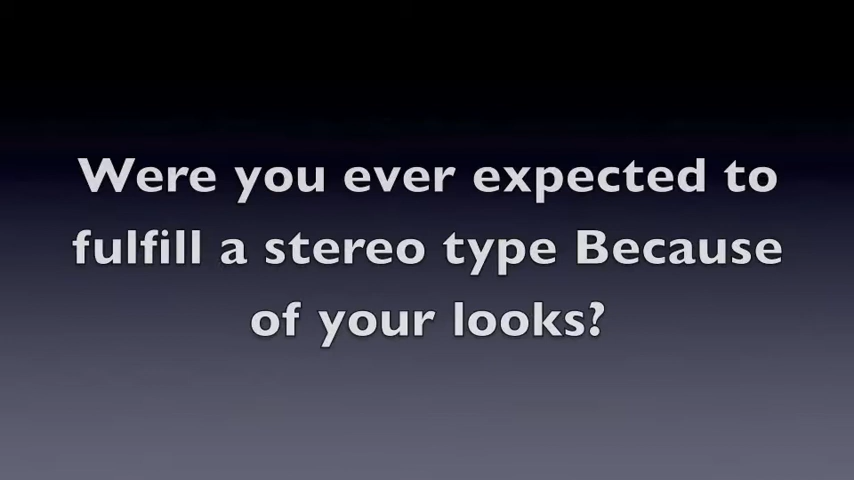 Were you ever expected to
fulfill a stereo type Because
of your looks?